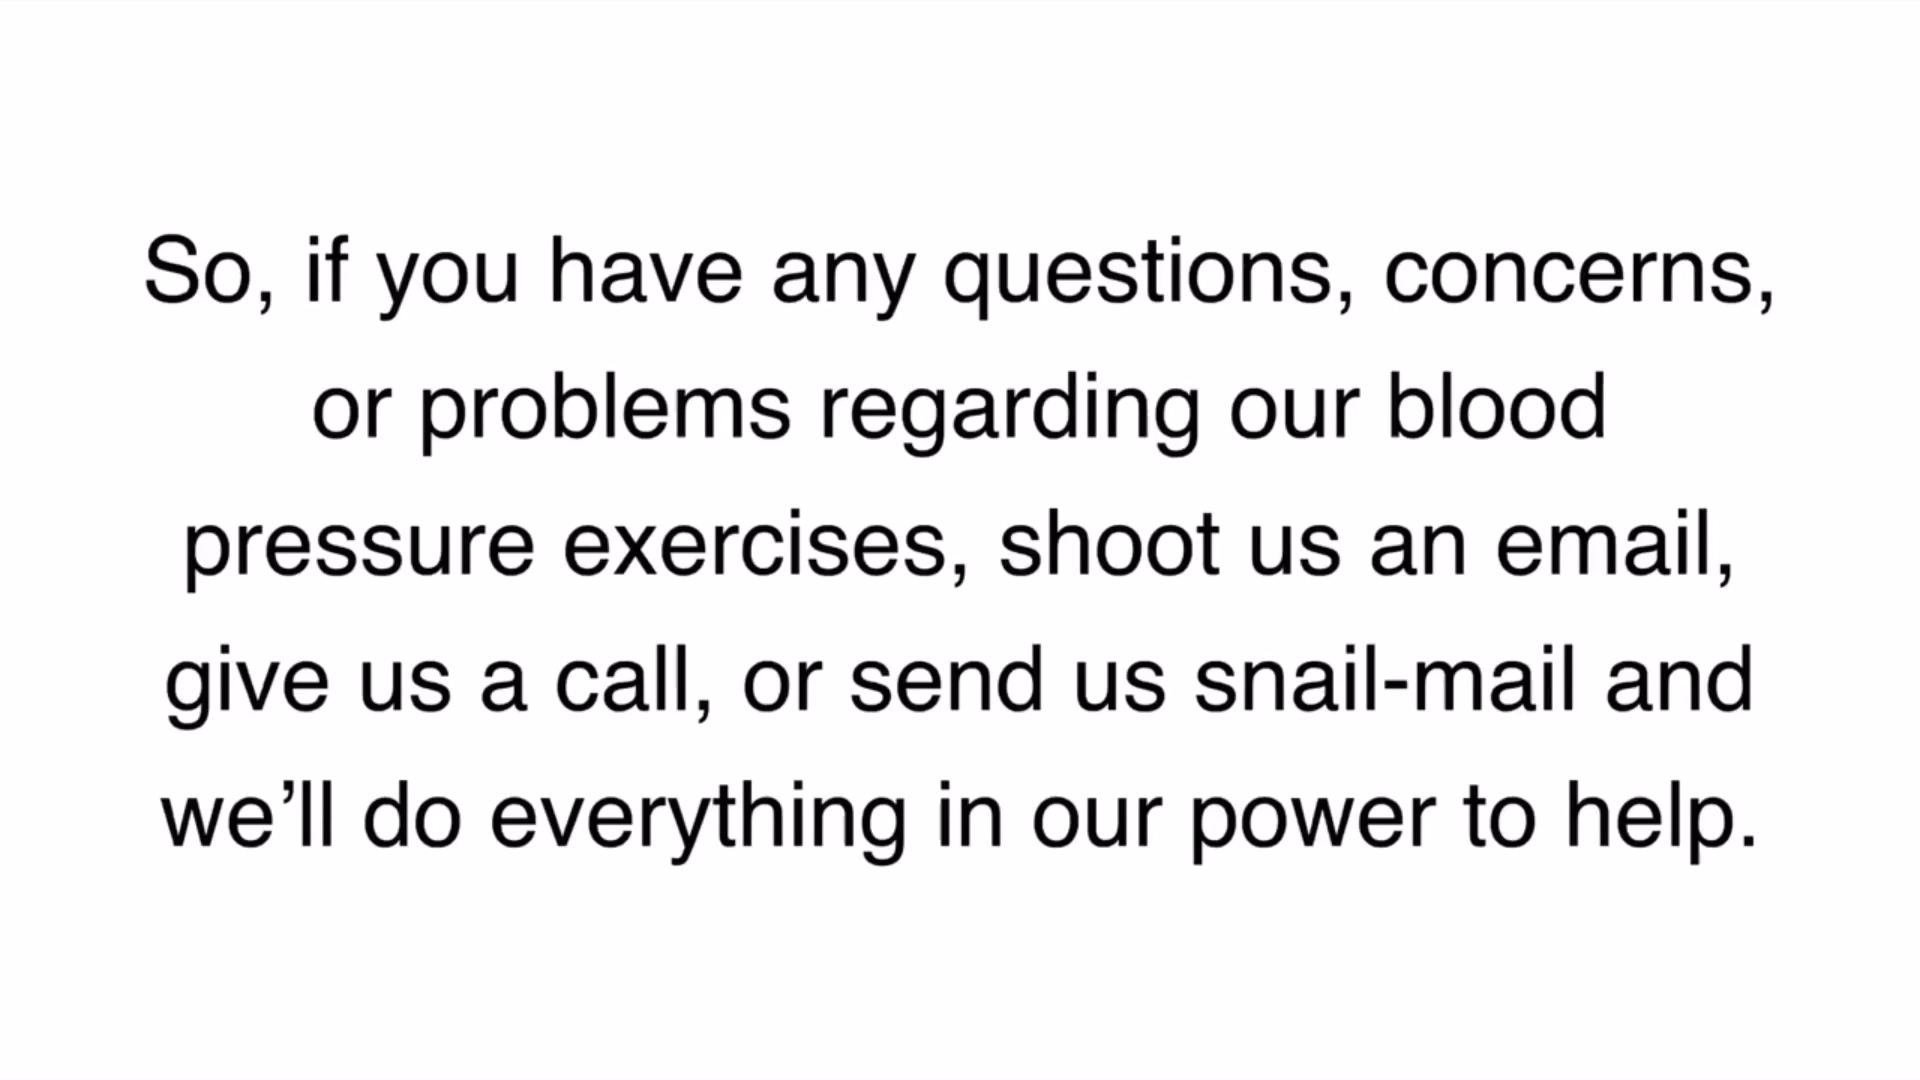 So, if you have any questions, concerns,
or problems regarding our blood
pressure exercises, shoot us an email,
give us a call, or send us snail-mail and
we’ll do everything in our power to help.